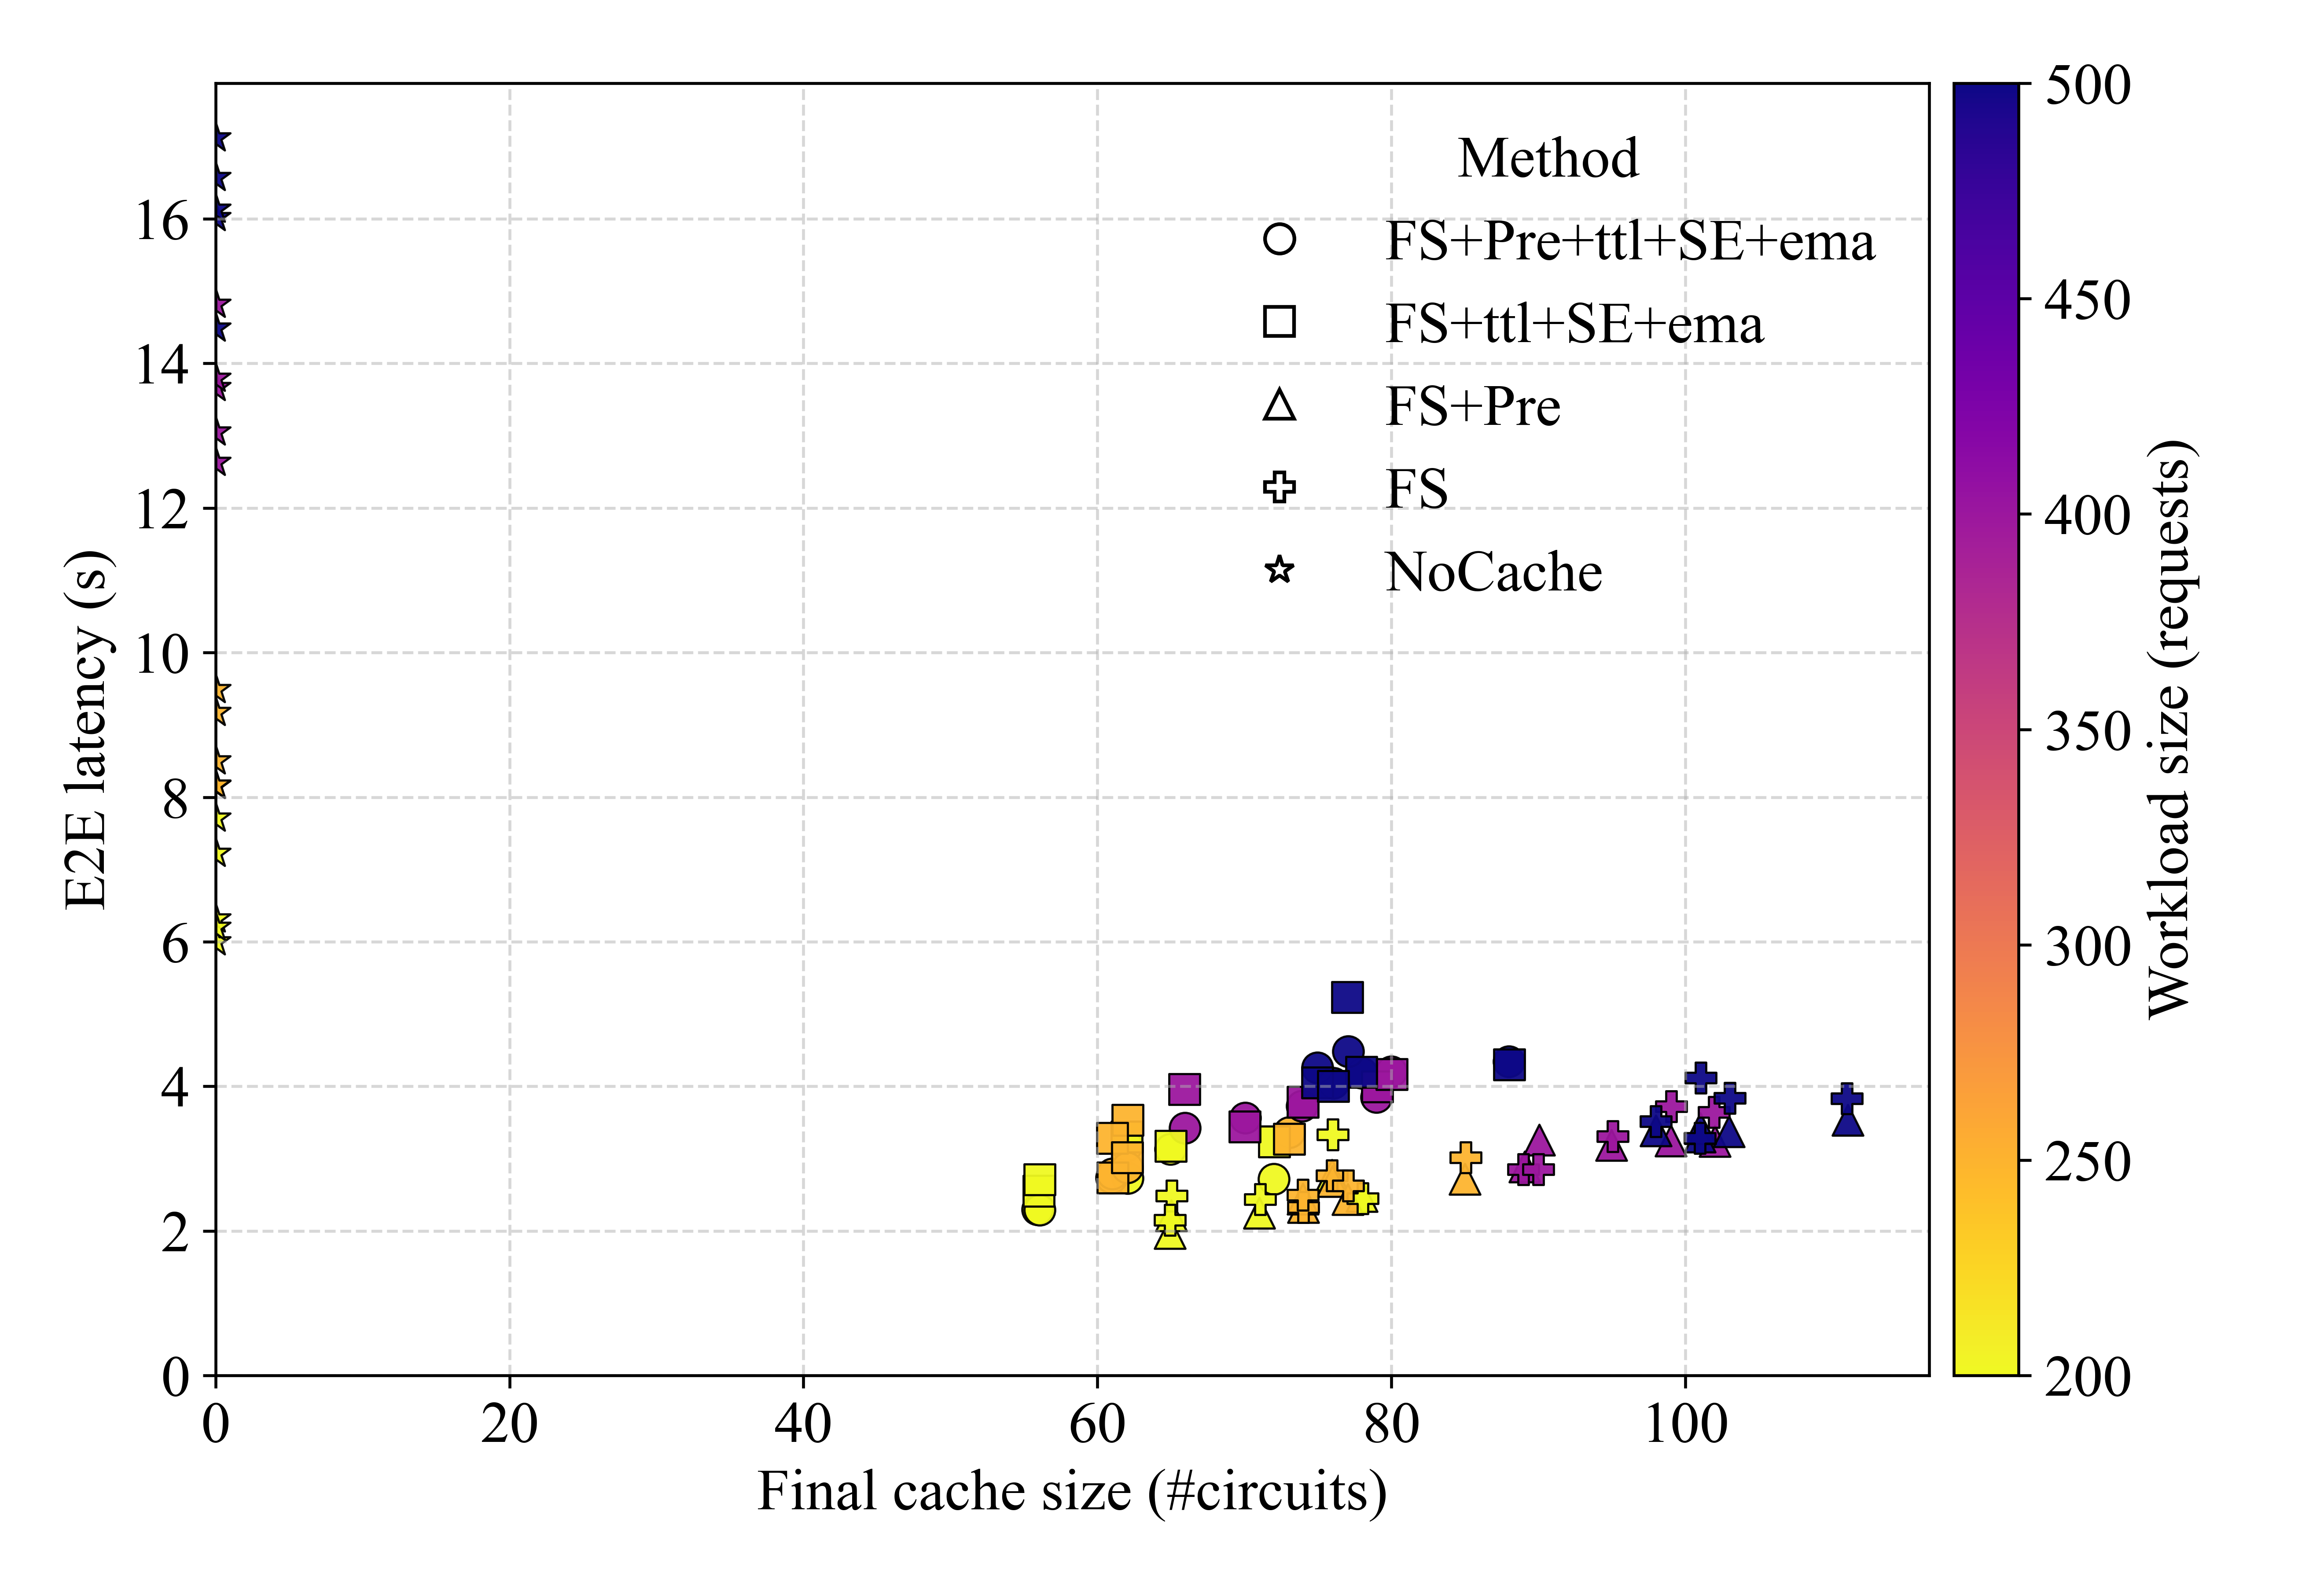 500
450
400
350
300
250
200
Workload size (requests)
16
14
12
10
8
6
4
2
0
E2E latency (s)
Method
FS+Pre+ttl+SE+ema
FS+ttl+SE+ema
FS+Pre
FS
NoCache
0
20
40
60
80
100
Final cache size (#circuits)